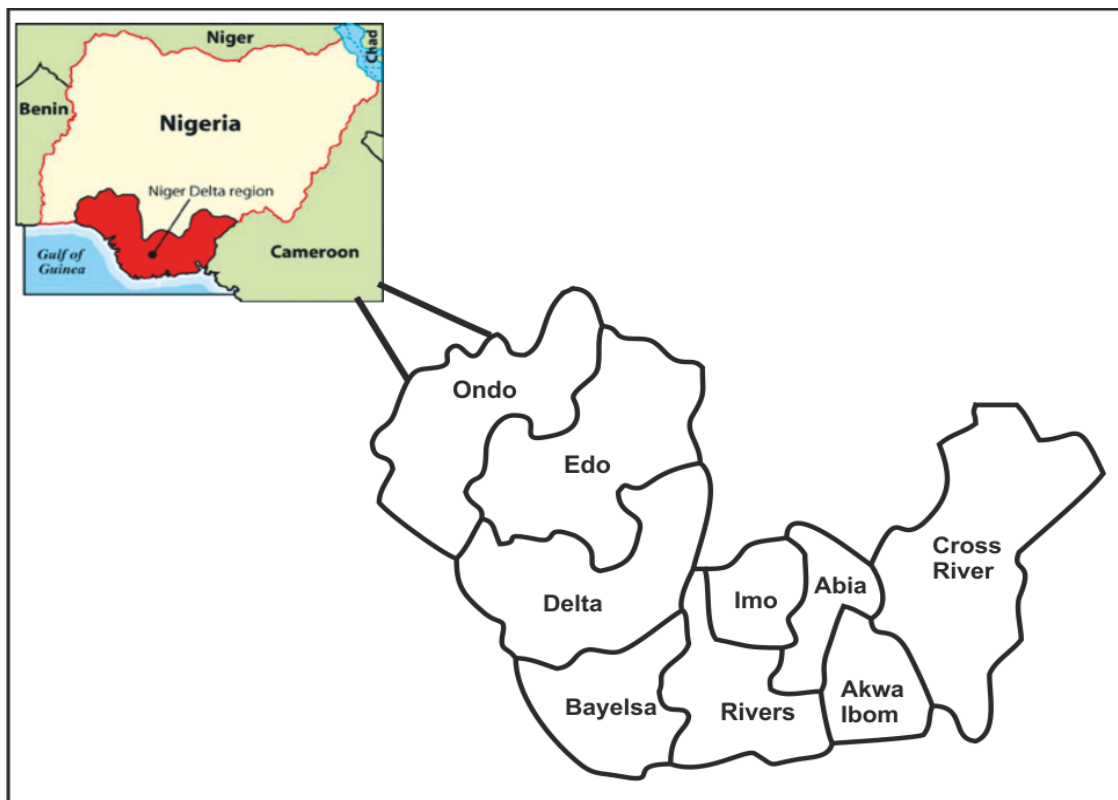 Niger
Chad
Benin
Nigeria
Niger Delta region
Gulf of
Guinea
Cameroon
Ondo
Edo
Cross
River
Abia
Imo
Delta
Akwa
Ibom
Bayelsa
Rivers